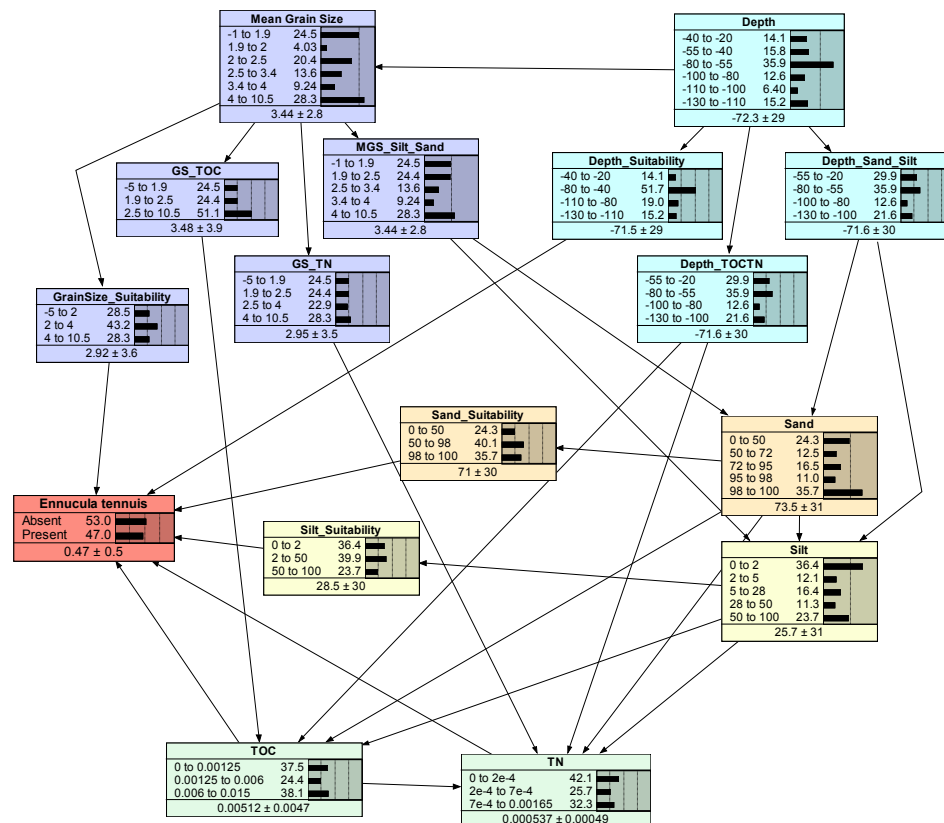 Mean Grain Size
-1 to 1.9 24.5
1.9 to 2 4.03
2 to 2.5 20.4
2.5 to 3.4 13.6
3.4 to 4 9.24
4 to 10.5 28.3
3.44 ± 2.8
Depth
-40 to -20 14.1
-55 to -40 15.8
-80 to -55 35.9
-100 to -80 12.6
-110 to -100 6.40
-130 to -110 15.2
-72.3 ± 29
GS_TOC
-5 to 1.9 24.5
1.9 to 2.5 24.4
2.5 to 10.5 51.1
3.48 ± 3.9
MGS_Silt_Sand
-1 to 1.9 24.5
1.9 to 2.5 24.4
2.5 to 3.4 13.6
3.4 to 4 9.24
4 to 10.5 28.3
3.44 ± 2.8
Depth_Suitability
-40 to -20 14.1
-80 to -40 51.7
-110 to -80 19.0
-130 to -110 15.2
-71.5 ± 29
Depth_Sand_Silt
-55 to -20 29.9
-80 to -55 35.9
-100 to -80 12.6
-130 to -100 21.6
-71.6 ± 30
GrainSize_Suitability
-5 to 2 28.5
2 to 4 43.2
4 to 10.5 28.3
2.92 ± 3.6
GS_TN
-5 to 1.9 24.5
1.9 to 2.5 24.4
2.5 to 4 22.9
4 to 10.5 28.3
2.95 ± 3.5
Depth_TOCTN
-55 to -20 29.9
-80 to -55 35.9
-100 to -80 12.6
-130 to -100 21.6
-71.6 ± 30
Sand_Suitability
0 to 50 24.3
50 to 98 40.1
98 to 100 35.7
71 ± 30
Sand
0 to 50 24.3
50 to 72 12.5
72 to 95 16.5
95 to 98 11.0
98 to 100 35.7
73.5 ± 31
Ennucula tennuis
Absent 53.0
Present 47.0
0.47 ± 0.5
Silt_Suitability
0 to 2 36.4
2 to 50 39.9
50 to 100 23.7
28.5 ± 30
Silt
0 to 2 36.4
2 to 5 12.1
5 to 28 16.4
28 to 50 11.3
50 to 100 23.7
25.7 ± 31
TOC
0 to 0.00125 37.5
0.00125 to 0.006 24.4
0.006 to 0.015 38.1
0.00512 ± 0.0047
TN
0 to 2e-4 42.1
2e-4 to 7e-4 25.7
7e-4 to 0.00165 32.3
0.000537 ± 0.00049